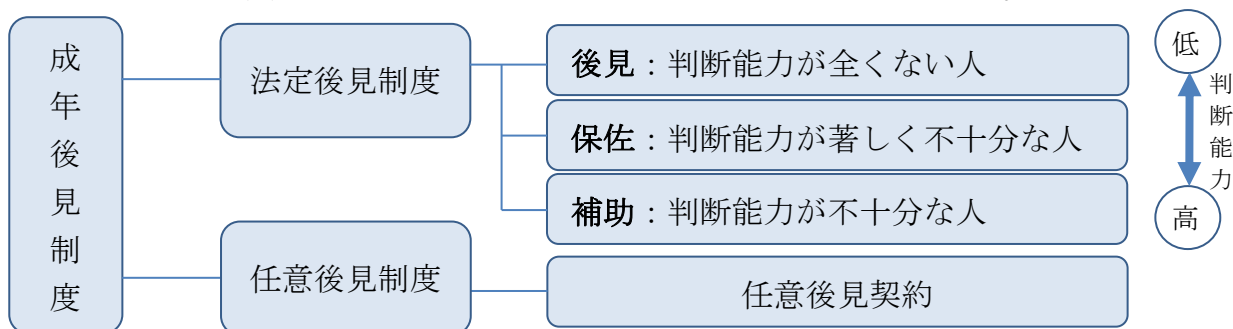 成年後見制度
法定後見制度
後見：判断能力が全くない人
保佐：判断能力が著しく不十分な人
補助：判断能力が不十分な人
任意後見制度
任意後見契約
低
判断能力
高